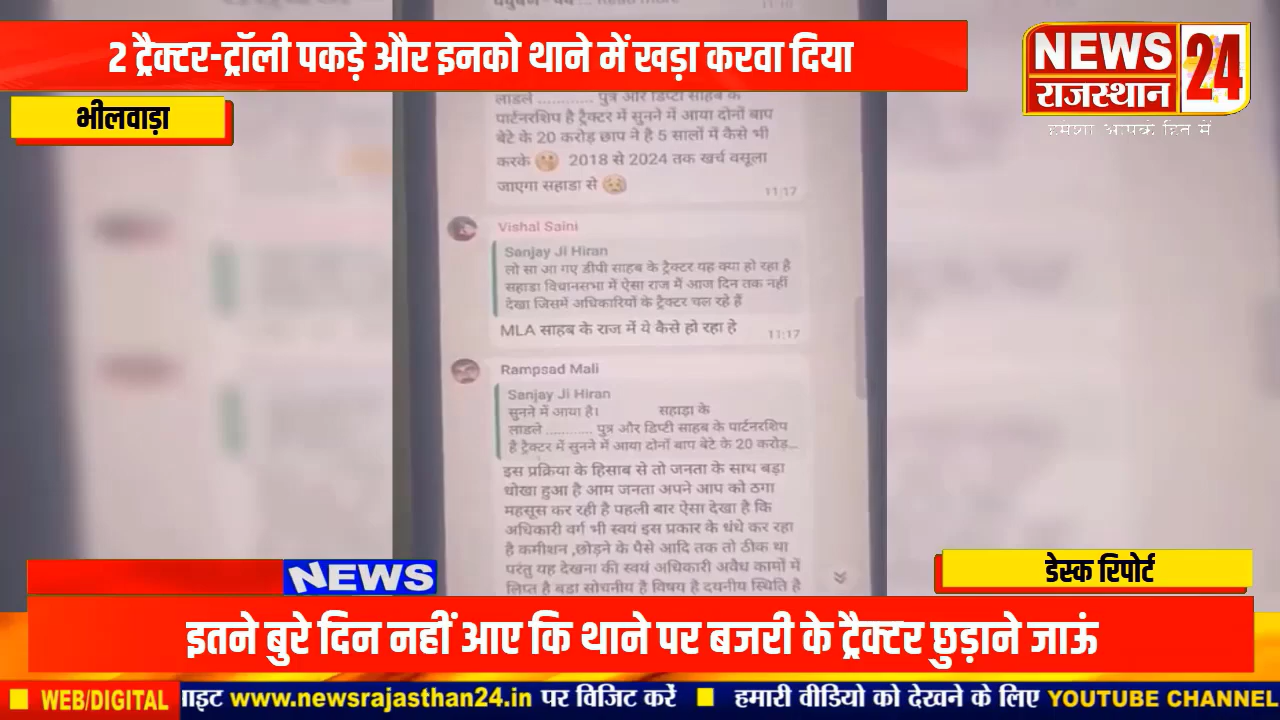 2 ट्रैक्टर-ट्रॉली पकड़े और इनको थाने में खड़ा करवा दिया
NEWS 24
राजस्थान
हमेशा आपके हित में
भीलवाड़ा
लाडले ............ पुत्र और डिप्टी साहब के
पार्टनरशिप है ट्रैक्टर में सुनने में आया दोनों बाप
बेटे के 20 करोड़ छाप ने है 5 सालों में कैसे भी
करके 🤭 2018 से 2024 तक खर्च वसूला
जाएगा सहाडा से 😢
11:17
Vishal Saini
Sanjay Ji Hiran
लो सा आ गए डीपी साहब के ट्रैक्टर यह क्या हो रहा है
सहाडा विधानसभा में ऐसा राज मैं आज दिन तक नहीं
देखा जिसमें अधिकारियों के ट्रैक्टर चल रहे हैं
MLA साहब के राज में ये कैसे हो रहा हे
11:17
Rampsad Mali
Sanjay Ji Hiran
सुनने में आया है। सहाड़ा के
लाडले ............ पुत्र और डिप्टी साहब के पार्टनरशिप
है ट्रैक्टर में सुनने में आया दोनों बाप बेटे के 20 करोड़...
इस प्रक्रिया के हिसाब से तो जनता के साथ बड़ा
धोखा हुआ है आम जनता अपने आप को ठगा
महसूस कर रही है पहली बार ऐसा देखा है कि
अधिकारी वर्ग भी स्वयं इस प्रकार के धंधे कर रहा
है कमीशन ,छोड़ने के पैसे आदि तक तो ठीक था
परंतु यह देखना की स्वयं अधिकारी अवैध कामों में
लिप्त है बड़ा सोचनीय है विषय है दयनीय स्थिति है
NEWS
डेस्क रिपोर्ट
इतने बुरे दिन नहीं आए कि थाने पर बजरी के ट्रैक्टर छुड़ाने जाऊं
WEB/DIGITAL
ाइट www.newsrajasthan24.in पर विजिट करें हमारी वीडियो को देखने के लिए YOUTUBE CHANNEL